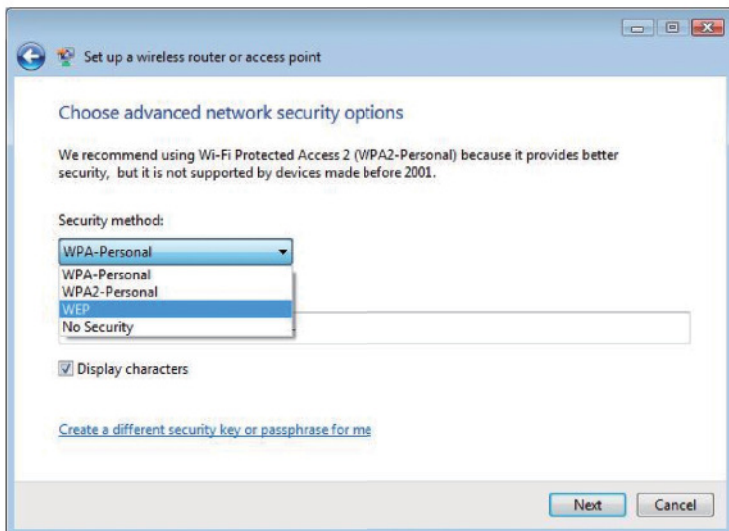 Set up a wireless router or access point
Choose advanced network security options
We recommend using Wi-Fi Protected Access 2 (WPA2-Personal) because it provides better
security, but it is not supported by devices made before 2001.
Security method:
WPA-Personal
WPA-Personal
WPA2-Personal
WEP
No Security
Display characters
Create a different security key or passphrase for me
Next
Cancel